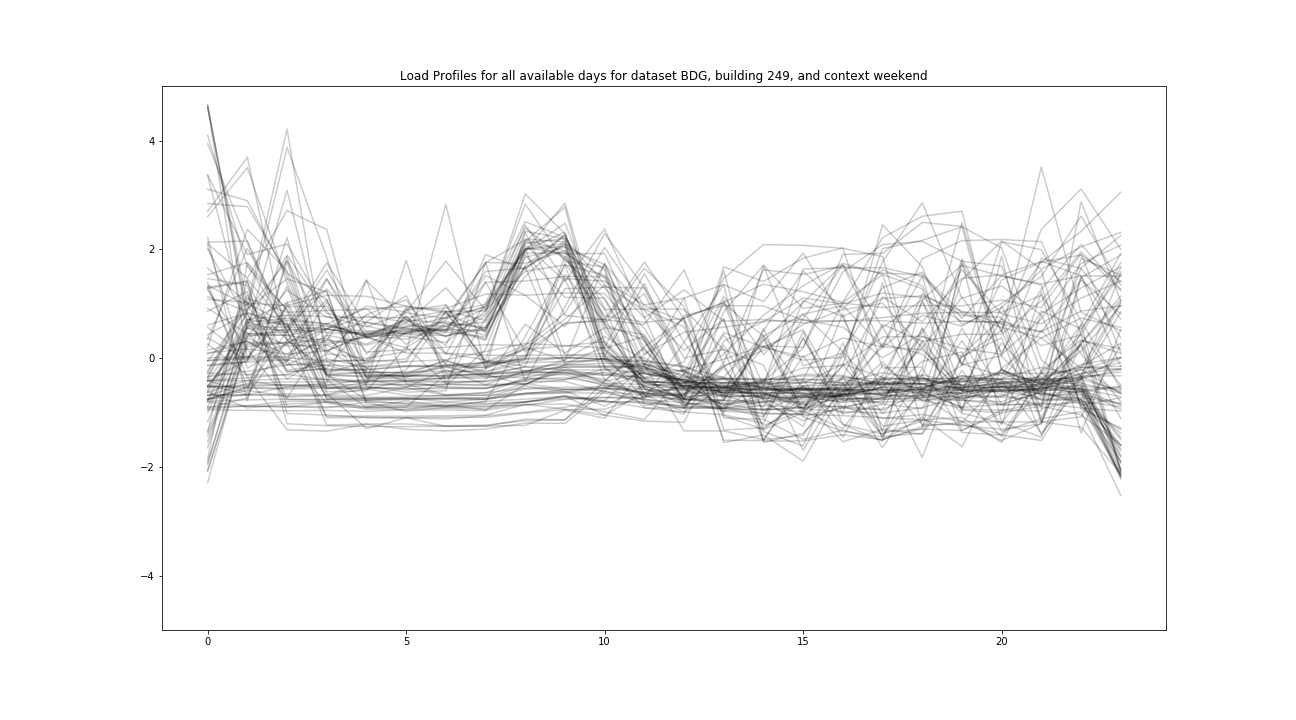 Load Profiles for all available days for dataset BDG, building 249, and context weekend
4
2
0
−2
−4
0 5 10 15 20